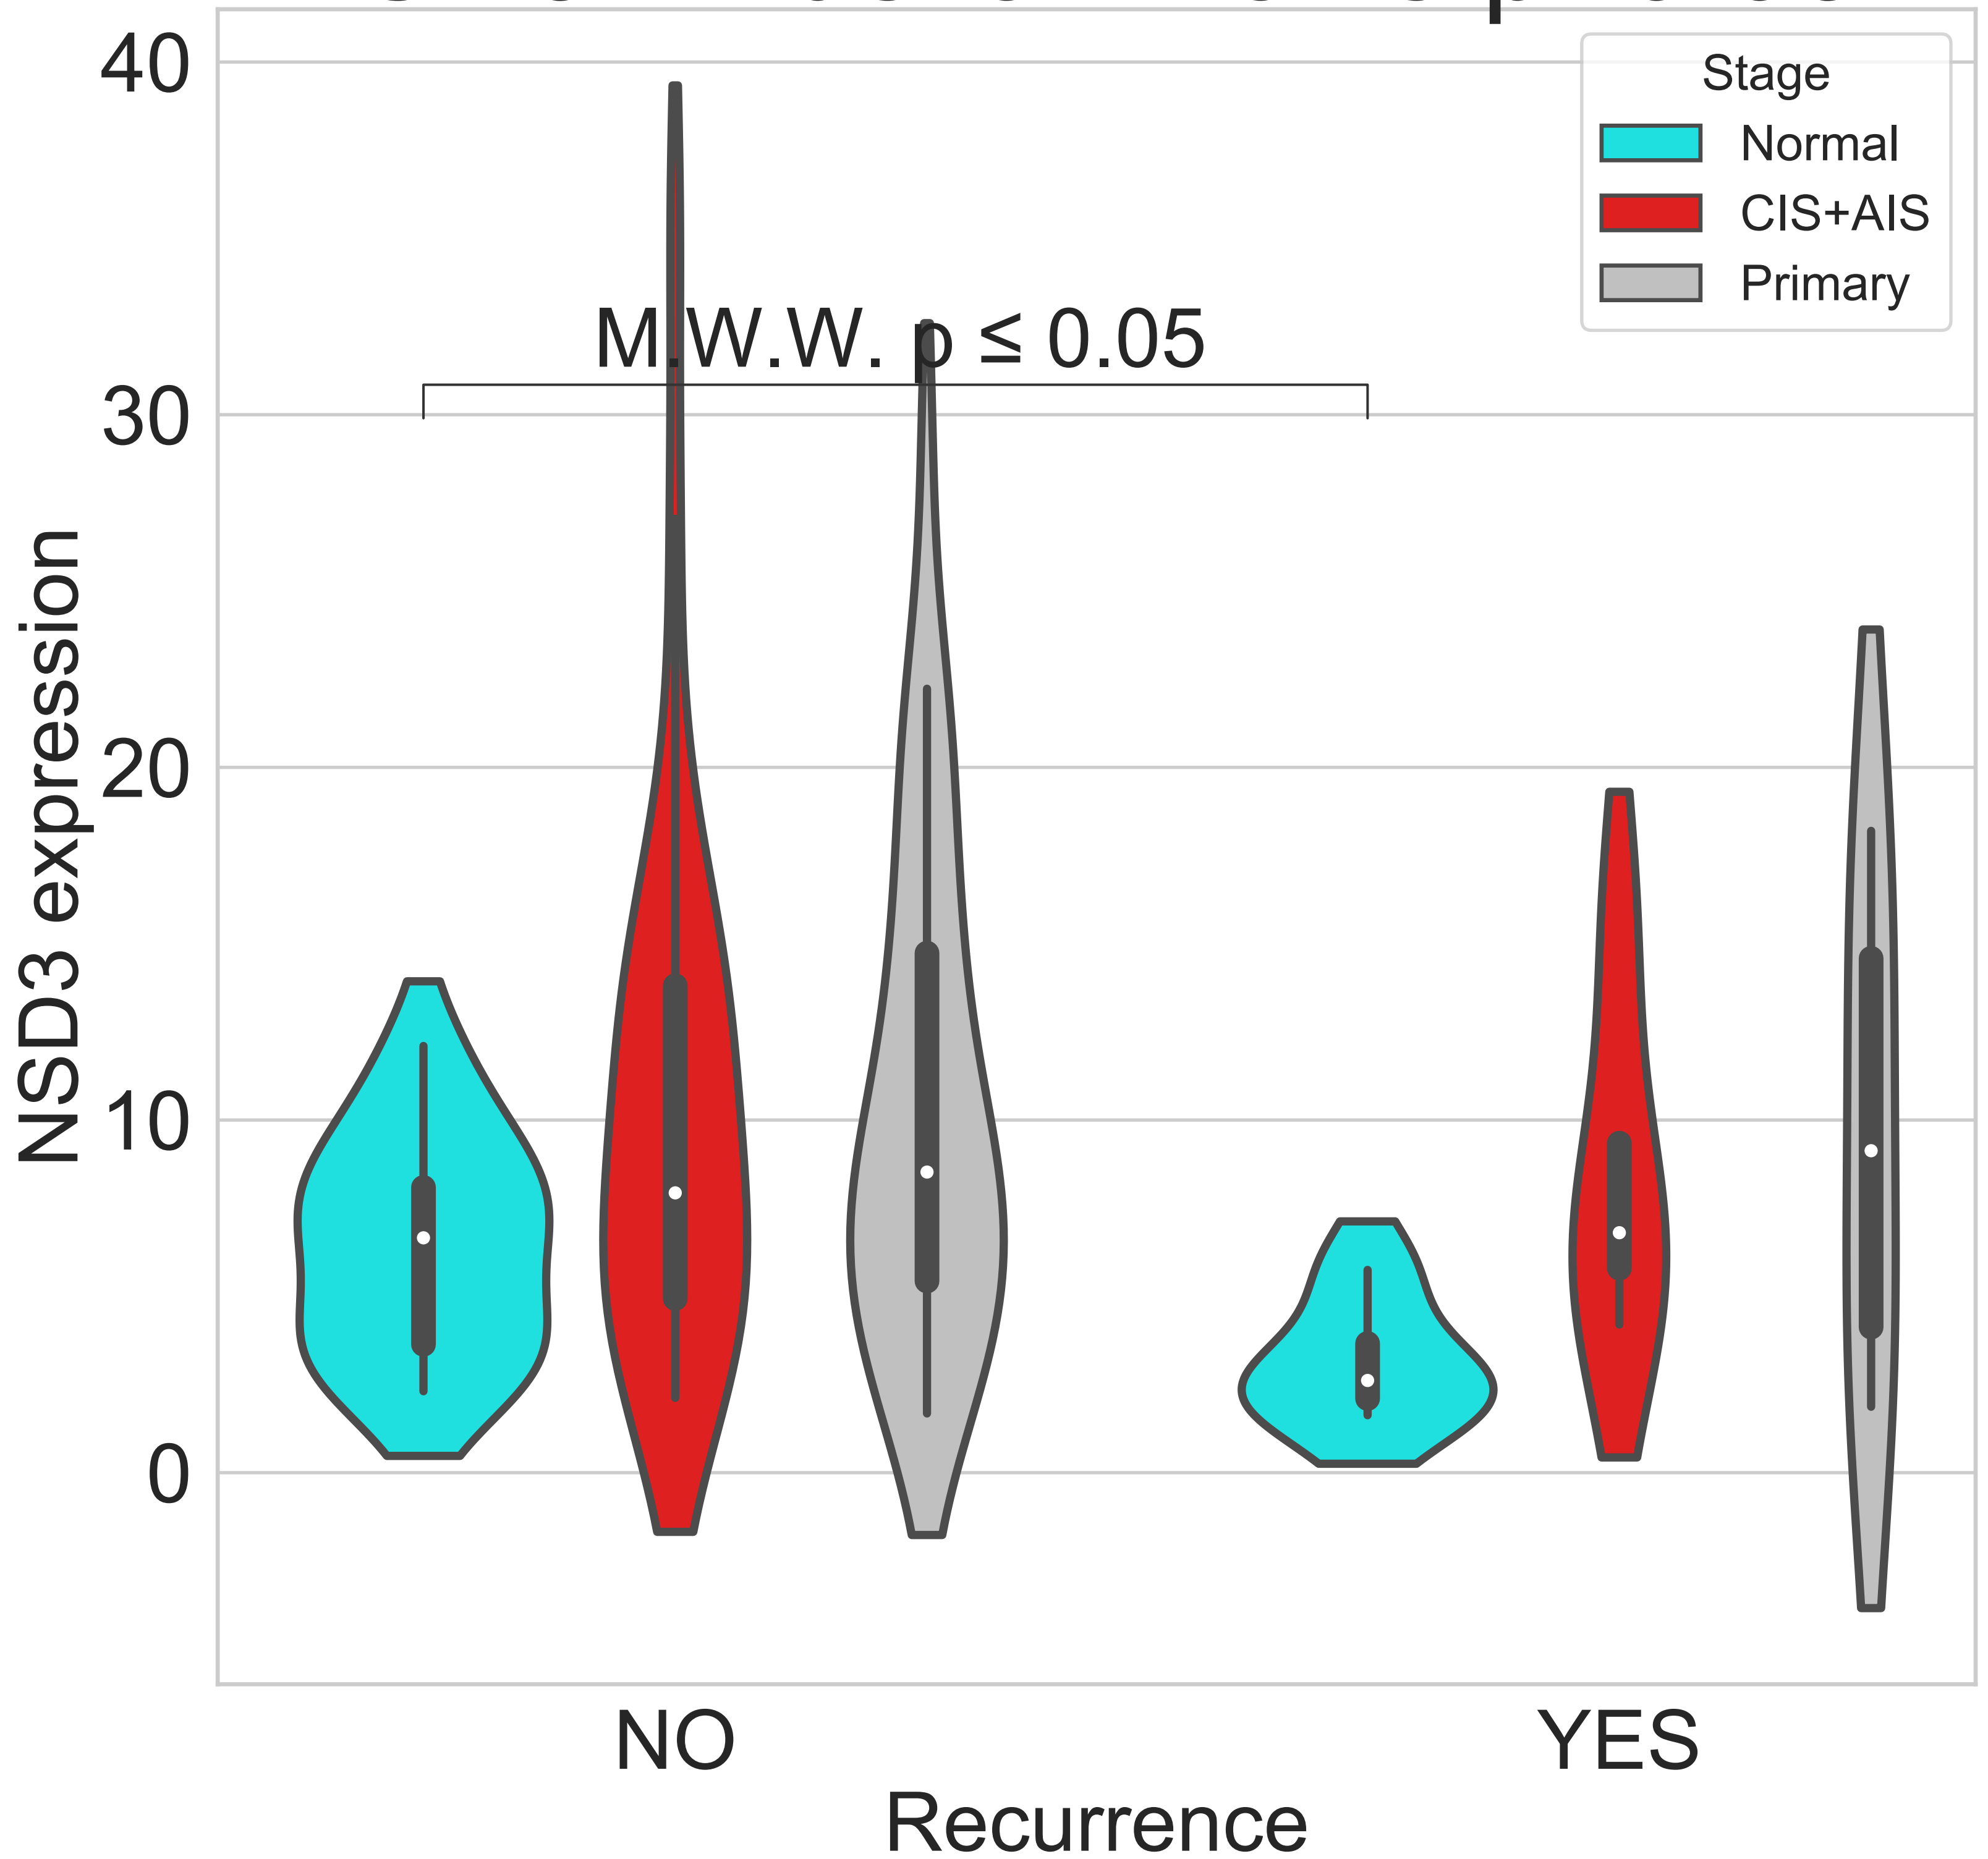 40
30
20
10
0
NSD3 expression
M.W.W. p ≤ 0.05
Stage
Normal
CIS+AIS
Primary
NO
YES
Recurrence